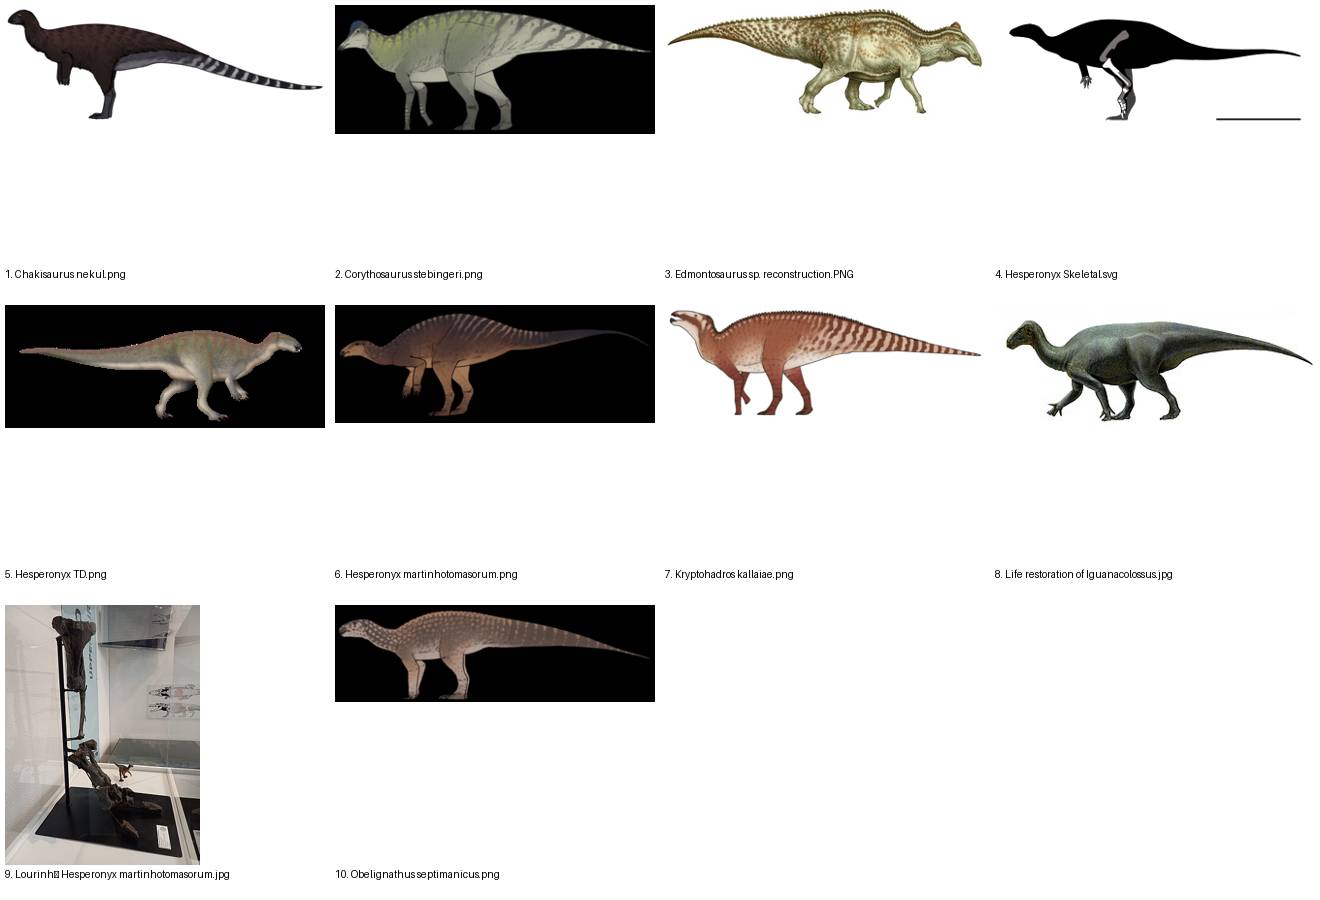 1. Chakisaurus nekul.png
2. Corythosaurus stebingeri.png
3. Edmontosaurus sp. reconstruction.PNG
4. Hesperonyx Skeletal.svg
5. Hesperonyx TD.png
6. Hesperonyx martinhotomasorum.png
7. Kryptohadros kallaiae.png
8. Life restoration of Iguanacolossus.jpg
UPPER
9. Lourinh▯ Hesperonyx martinhotomasorum.jpg
10. Obelignathus septimanicus.png